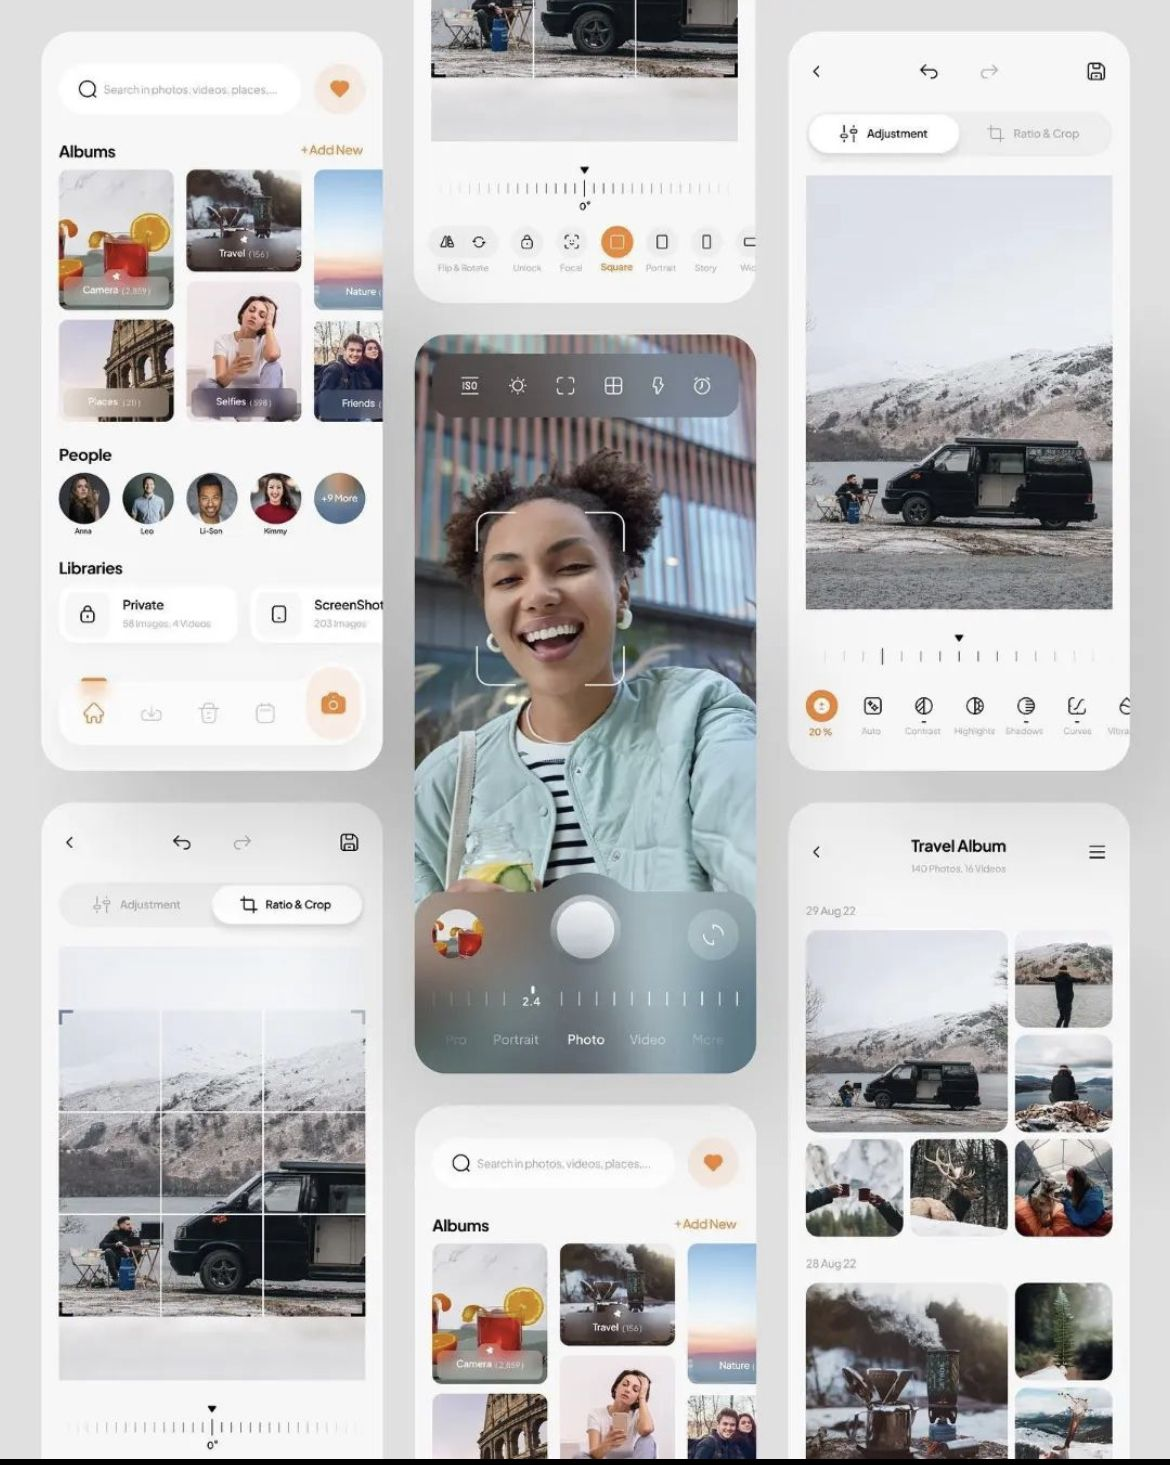 Search in photos, videos, places,...
Albums
+ Add New
Camera (2,859)
Travel (156)
Nature (
Places (211)
Selfies (598)
Friends (
People
Anna
Leo
Li-Son
Kimmy
+9 More
Libraries
Private
58 Images, 4 Videos
ScreenShot
203 Images
Adjustment
Ratio & Crop
0°
0°
Flip & Rotate
Unlock
Focal
Square
Portrait
Story
Wid
ISO
2.4
Pro
Portrait
Photo
Video
More
Search in photos, videos, places,...
Albums
+ Add New
Camera (2,859)
Travel (156)
Nature (
Adjustment
Ratio & Crop
20 %
Auto
Contrast
Highlights
Shadows
Curves
Vibra
Travel Album
140 Photos, 16 Videos
29 Aug 22
28 Aug 22